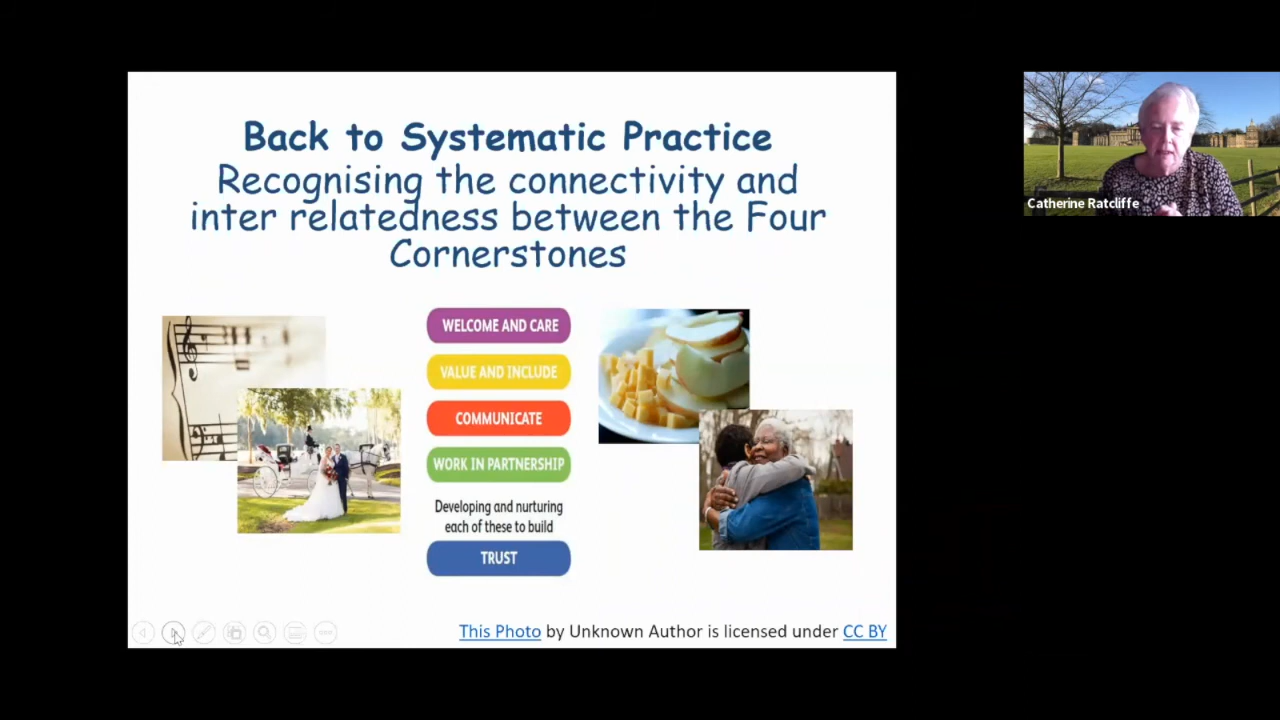 Back to Systematic Practice
Recognising the connectivity and
inter relatedness between the Four
Cornerstones
WELCOME AND CARE
VALUE AND INCLUDE
COMMUNICATE
WORK IN PARTNERSHIP
Developing and nurturing
each of these to build
TRUST
This Photo by Unknown Author is licensed under CC BY
Catherine Ratcliffe